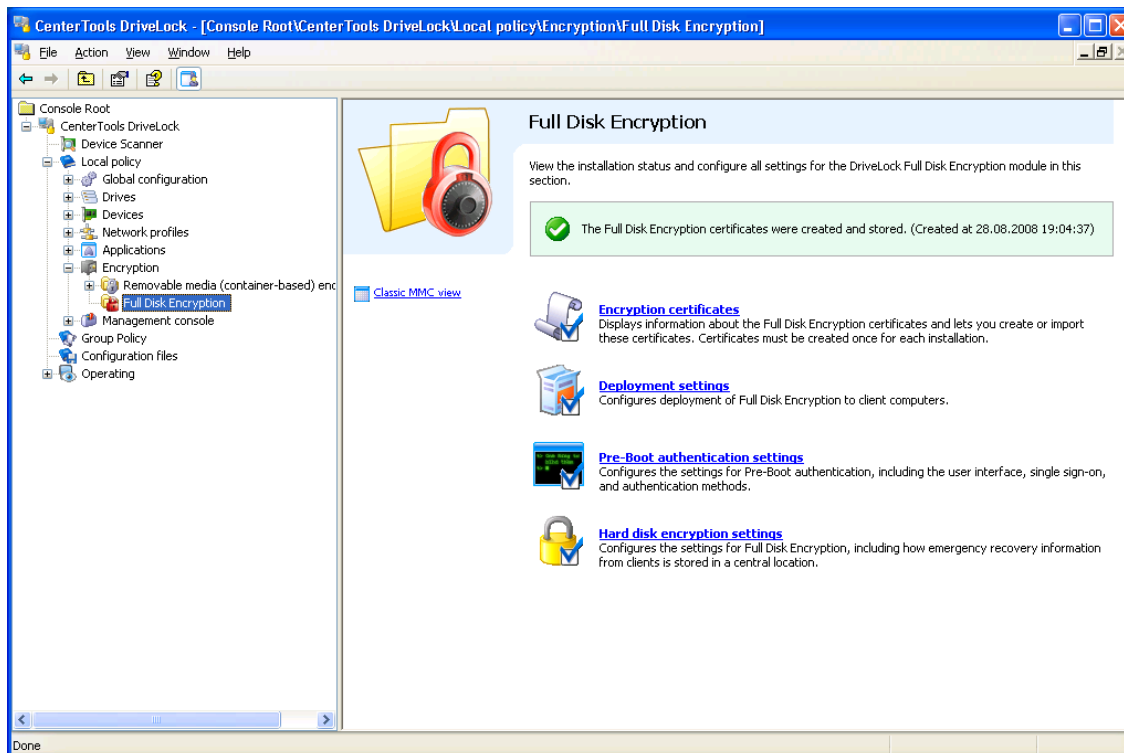 CenterTools DriveLock - [Console Root\CenterTools DriveLock\Local policy\Encryption\Full Disk Encryption]
File Action View Window Help
Console Root
CenterTools DriveLock
Device Scanner
Local policy
Global configuration
Drives
Devices
Network profiles
Applications
Encryption
Removable media (container-based) enc
Full Disk Encryption
Management console
Group Policy
Configuration files
Operating
Full Disk Encryption
View the installation status and configure all settings for the DriveLock Full Disk Encryption module in this
section.
The Full Disk Encryption certificates were created and stored. (Created at 28.08.2008 19:04:37)
Classic MMC view
Encryption certificates
Displays information about the Full Disk Encryption certificates and lets you create or import
these certificates. Certificates must be created once for each installation.
Deployment settings
Configures deployment of Full Disk Encryption to client computers.
Pre-Boot authentication settings
Configures the settings for Pre-Boot authentication, including the user interface, single sign-on,
and authentication methods.
Hard disk encryption settings
Configures the settings for Full Disk Encryption, including how emergency recovery information
from clients is stored in a central location.
Done